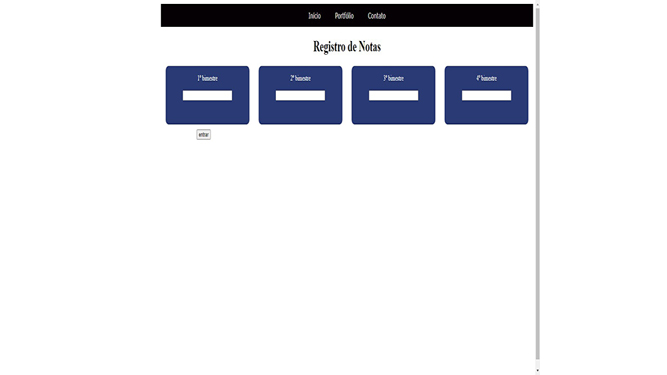 Início Portfólio Contato
Registro de Notas
1º bimestre 2º bimestre 3º bimestre 4º bimestre
entrar